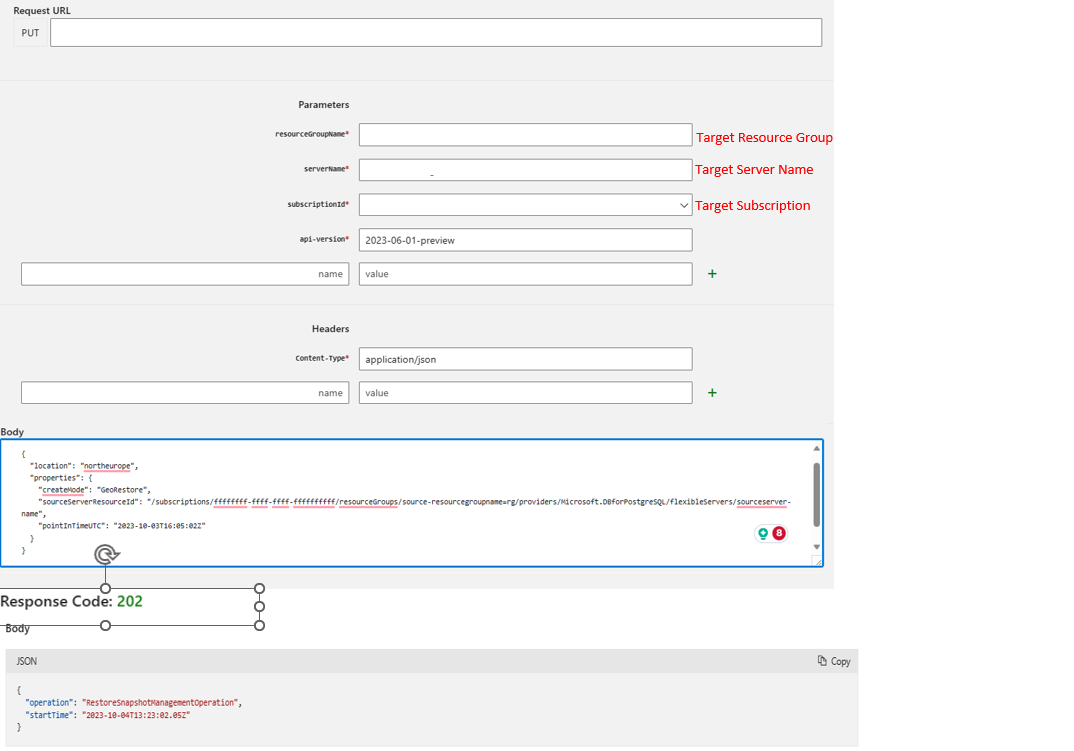 Request URL
PUT
Parameters
resourceGroupName*
Target Resource Group
serverName*
Target Server Name
subscriptionId*
Target Subscription
api-version*
2023-06-01-preview
name
value
+
Headers
Content-Type*
application/json
name
value
+
Body
{
"location": "northeurope",
"properties": {
"createMode": "GeoRestore",
"sourceServerResourceId": "/subscriptions/ffffffff-ffff-ffff-ffffffffff/resourceGroups/source-resourcegroupname=rg/providers/Microsoft.DBforPostgreSQL/flexibleServers/sourceserver-
name",
"pointInTimeUTC": "2023-10-03T16:05:02Z"
}
}
8
Response Code: 202
Body
JSON
Copy
{
"operation": "RestoreSnapshotManagementOperation",
"startTime": "2023-10-04T13:23:02.05Z"
}